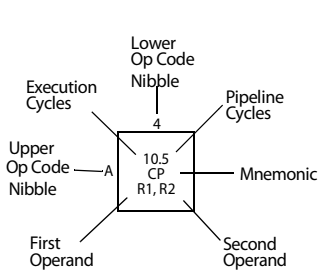 Lower
Op Code
Nibble
Execution
Cycles
Pipeline
Cycles
4
Upper
Op Code
Nibble
A
10.5
CP
R1, R2
Mnemonic
First
Operand
Second
Operand